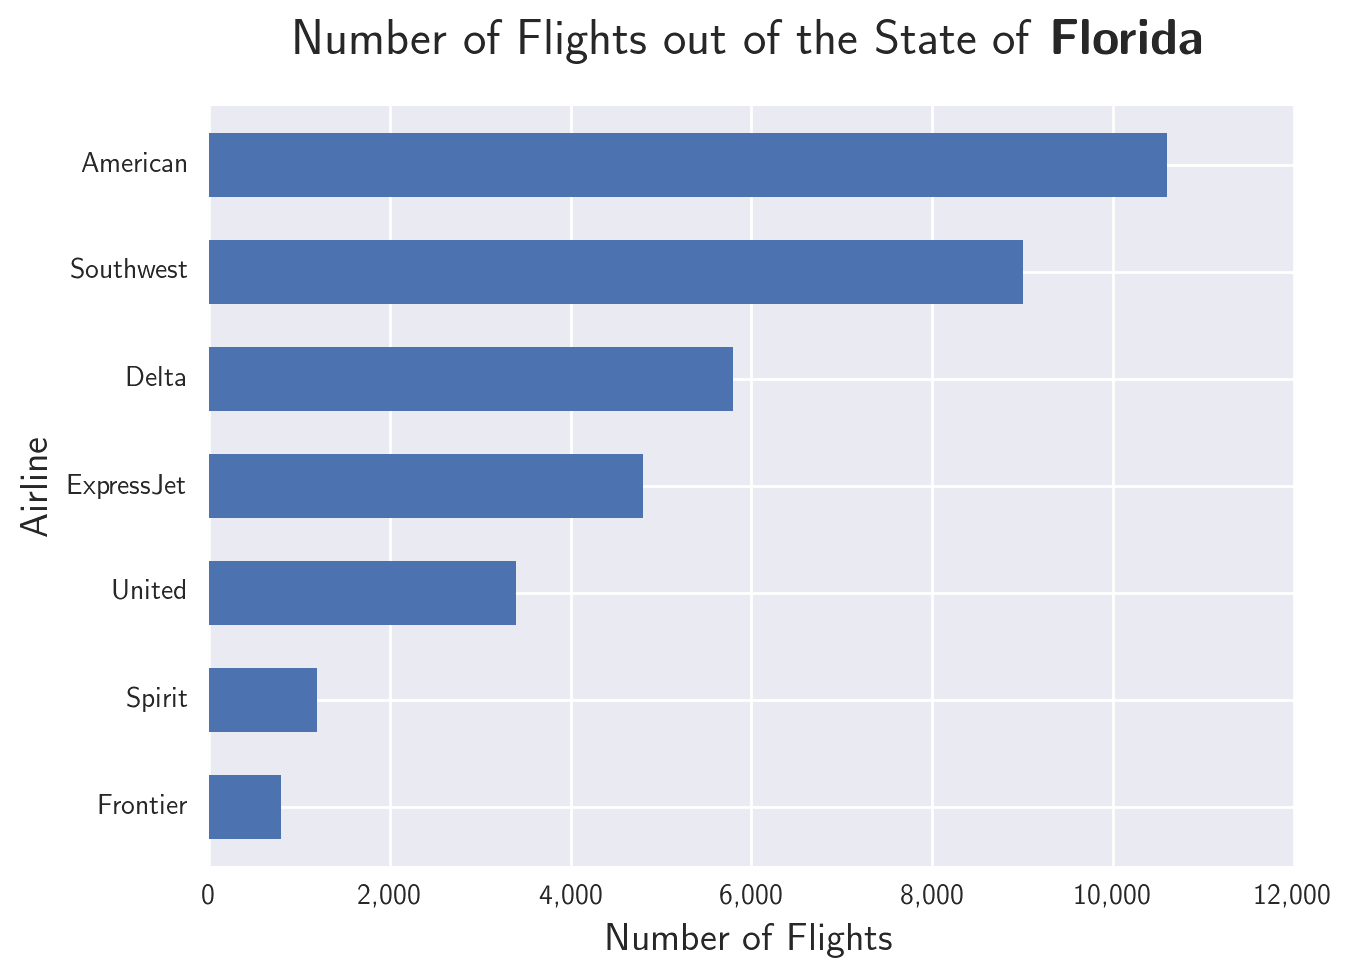 Number of Flights out of the State of Florida
American
Southwest
Delta
ExpressJet
United
Spirit
Frontier
Airline
0 2,000 4,000 6,000 8,000 10,000 12,000
Number of Flights